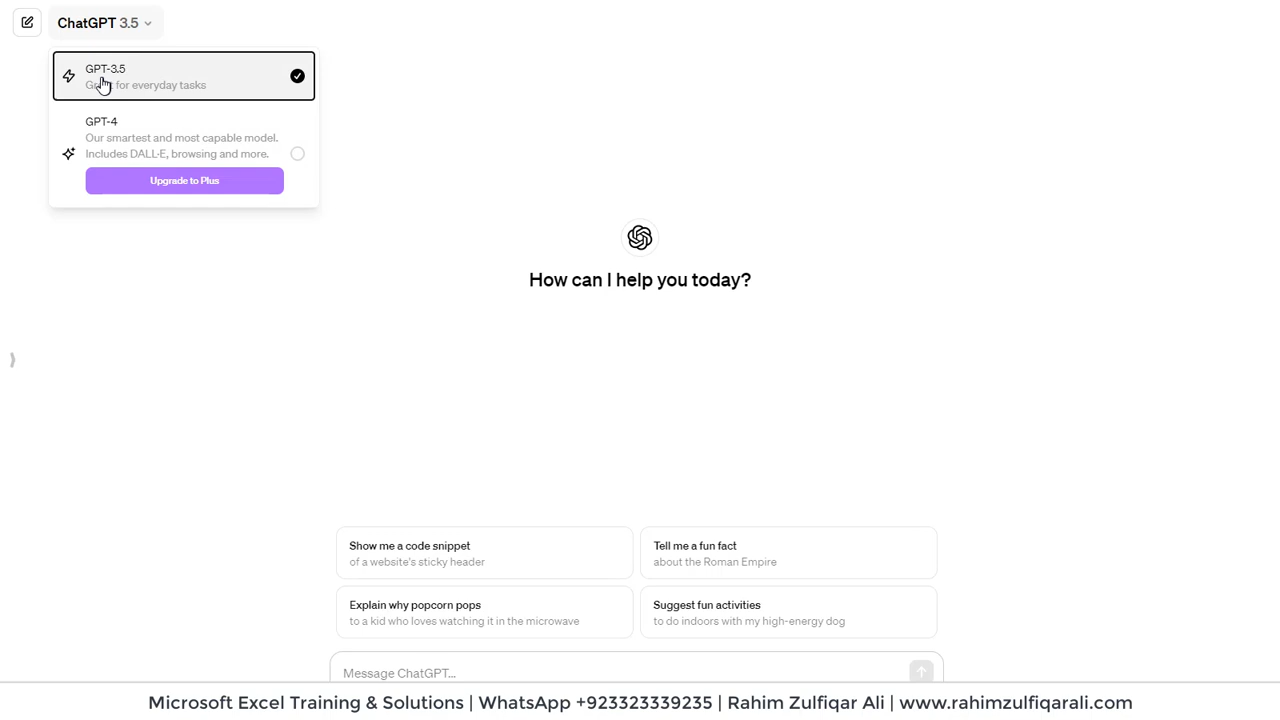 ChatGPT 3.5
GPT-3.5
for everyday tasks
GPT-4
Our smartest and most capable model.
Includes DALL·E, browsing and more.
Upgrade to Plus
How can I help you today?
Show me a code snippet
of a website's sticky header
Tell me a fun fact
about the Roman Empire
Explain why popcorn pops
to a kid who loves watching it in the microwave
Suggest fun activities
to do indoors with my high-energy dog
Message ChatGPT...
Microsoft Excel Training & Solutions | WhatsApp +923323339235 | Rahim Zulfiqar Ali | www.rahimzulfiqarali.com